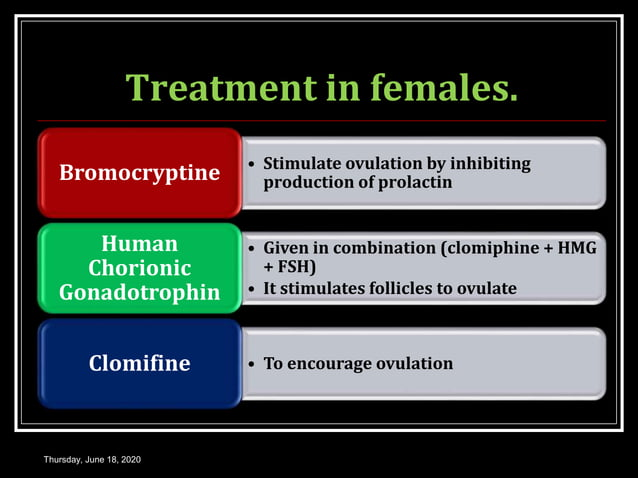 Treatment in females.
Bromocryptine
• Stimulate ovulation by inhibiting
production of prolactin
Human
Chorionic
Gonadotrophin
• Given in combination (clomiphine + HMG
+ FSH)
• It stimulates follicles to ovulate
Clomifine
• To encourage ovulation
Thursday, June 18, 2020